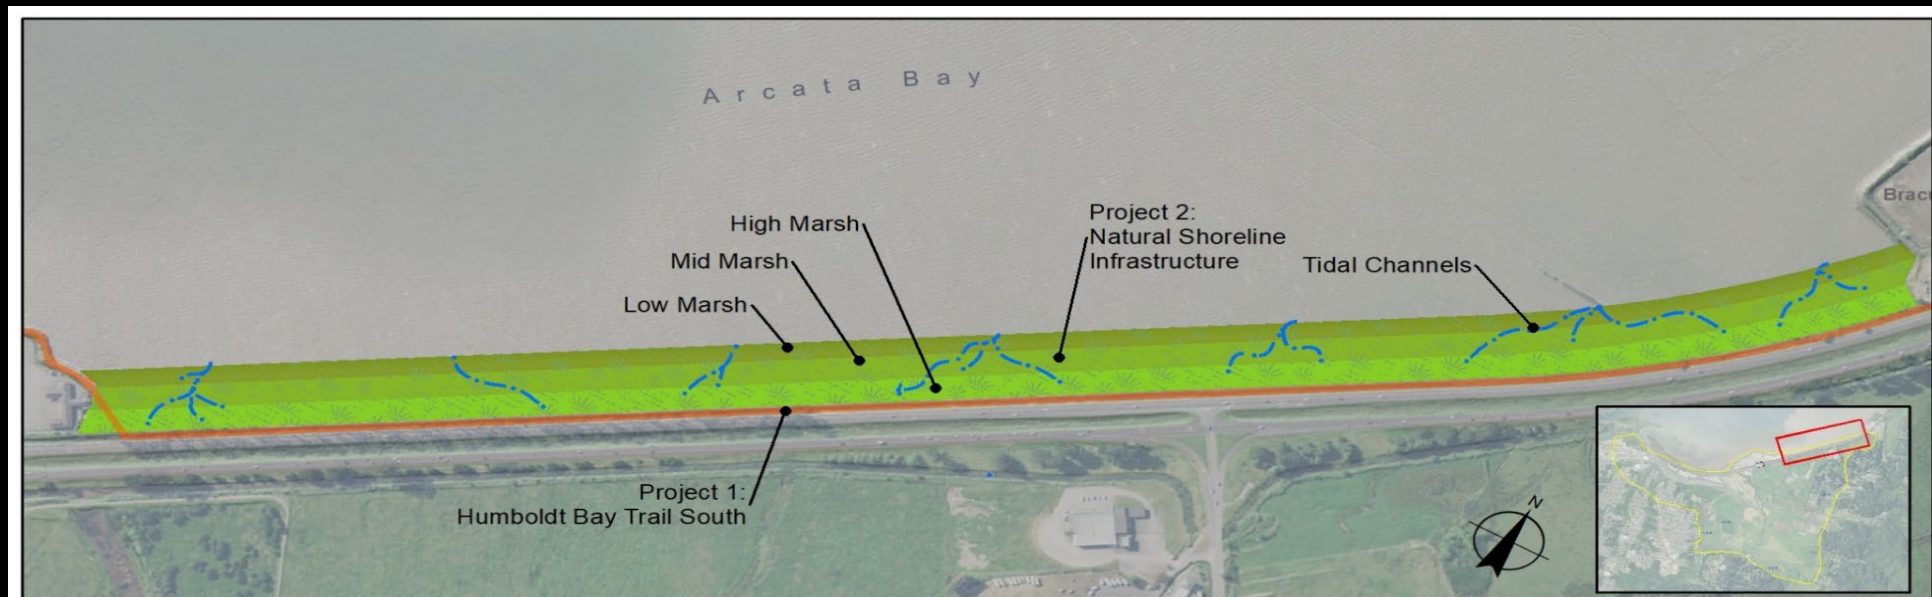 Arcata Bay
Project 2:
Natural Shoreline
Infrastructure
High Marsh
Mid Marsh
Tidal Channels
Low Marsh
Project 1:
Humboldt Bay Trail South
N